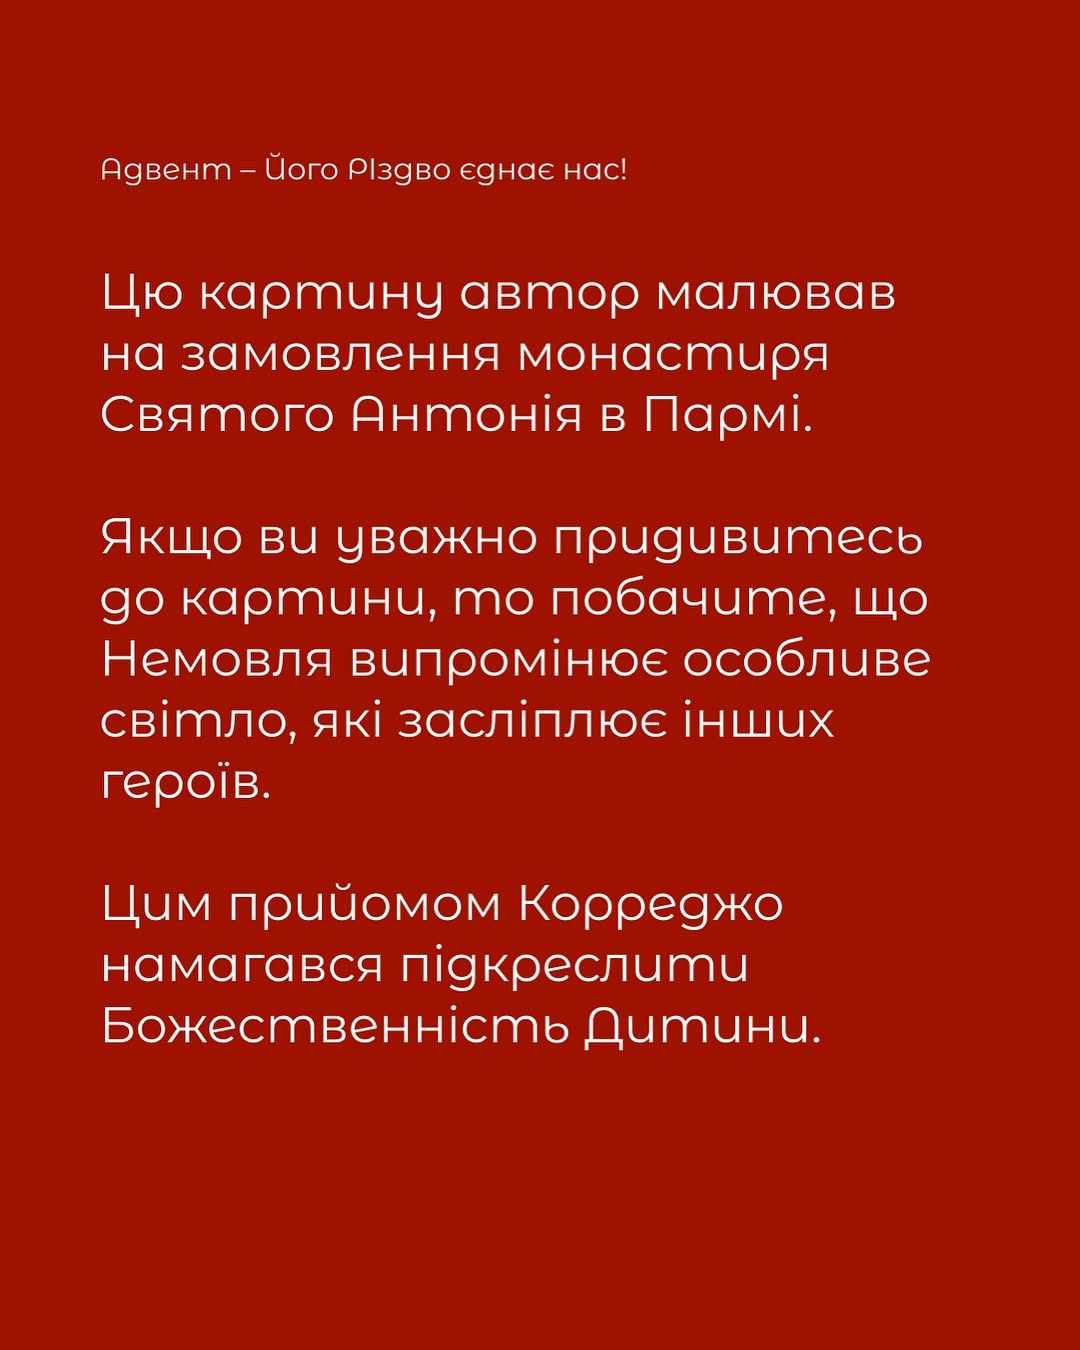 Адвент – Його РІздво єднає нас!
Цю картину автор малював
на замовлення монастиря
Святого Антонія в Пармі.
Якщо ви уважно придивитесь
до картини, то побачите, що
Немовля випромінює особливе
світло, які засліплює інших
героїв.
Цим прийомом Корреджо
намагався підкреслити
Божественність Дитини.